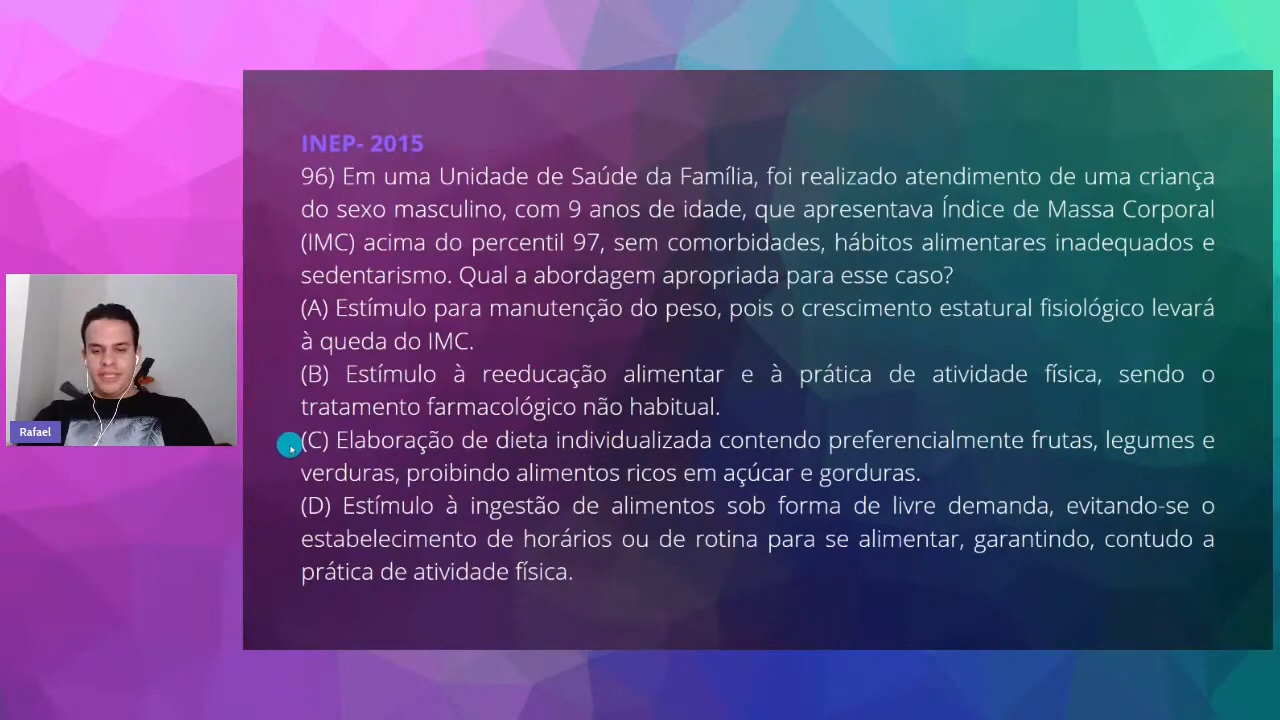 INEP- 2015
96) Em uma Unidade de Saúde da Família, foi realizado atendimento de uma criança
do sexo masculino, com 9 anos de idade, que apresentava Índice de Massa Corporal
(IMC) acima do percentil 97, sem comorbidades, hábitos alimentares inadequados e
sedentarismo. Qual a abordagem apropriada para esse caso?
(A) Estímulo para manutenção do peso, pois o crescimento estatural fisiológico levará
à queda do IMC.
(B) Estímulo à reeducação alimentar e à prática de atividade física, sendo o
tratamento farmacológico não habitual.
(C) Elaboração de dieta individualizada contendo preferencialmente frutas, legumes e
verduras, proibindo alimentos ricos em açúcar e gorduras.
(D) Estímulo à ingestão de alimentos sob forma de livre demanda, evitando-se o
estabelecimento de horários ou de rotina para se alimentar, garantindo, contudo a
prática de atividade física.
Rafael